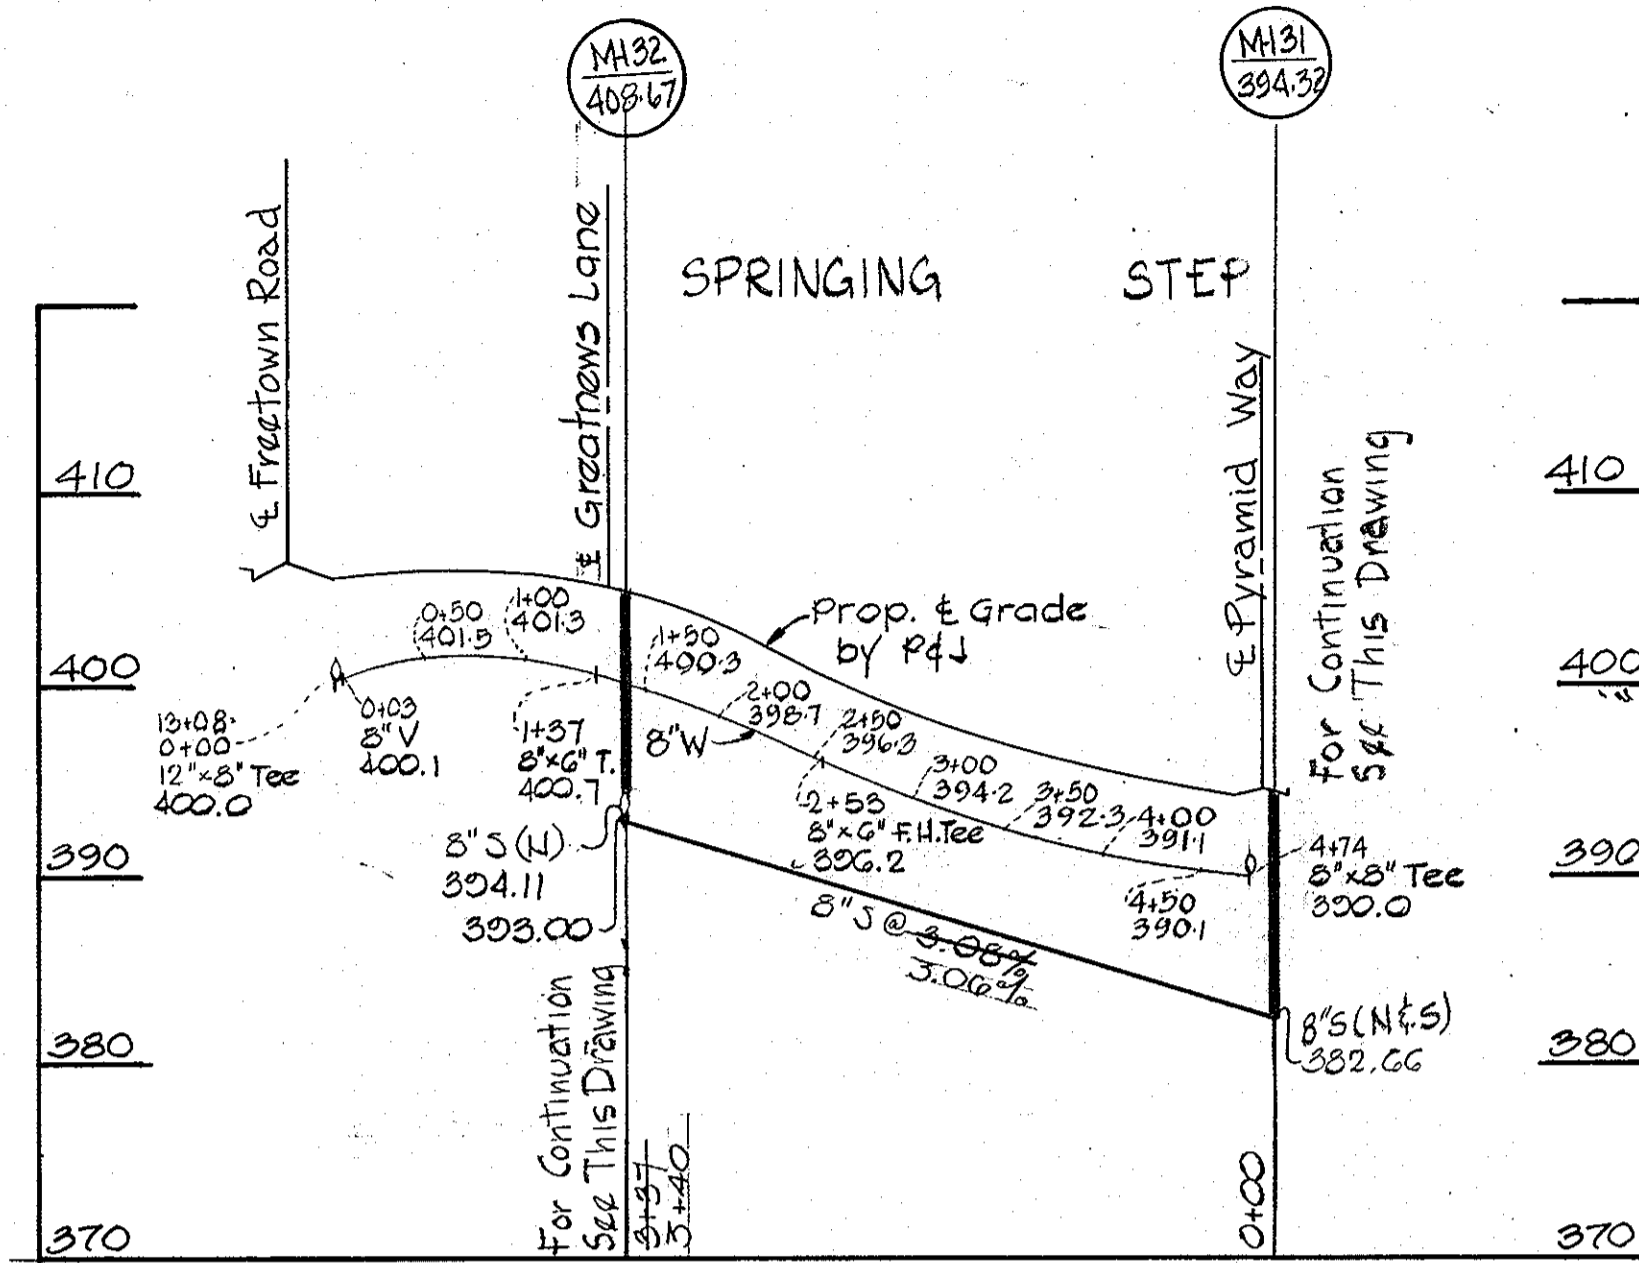 MH32
408.67
MH31
394.32
SPRINGING STEP
℄ Freetown Road
℄ Greatnews Lane
℄ Pyramid Way
For Continuation
See This Drawing
410
400
390
380
370
410
400
390
380
370
Prop. ℄ Grade
by P&J
0+50
401.5
1+00
401.3
1+50
400.3
2+00
398.7
2+50
396.3
3+00
394.2
3+50
392.3
4+00
391.1
4+50
390.1
13+08
0+00
12"x8" Tee
400.0
0+03
8" V
400.1
1+37
8"x6" T.
400.7
8" W
2+53
8"x6" F.H.Tee
396.2
4+74
8"x8" Tee
390.0
8" S (N)
394.11
393.00
8" S @ 3.08%
3.06%
8"S (N&S)
382.66
For Continuation
See This Drawing
3+37
3+40
0+00